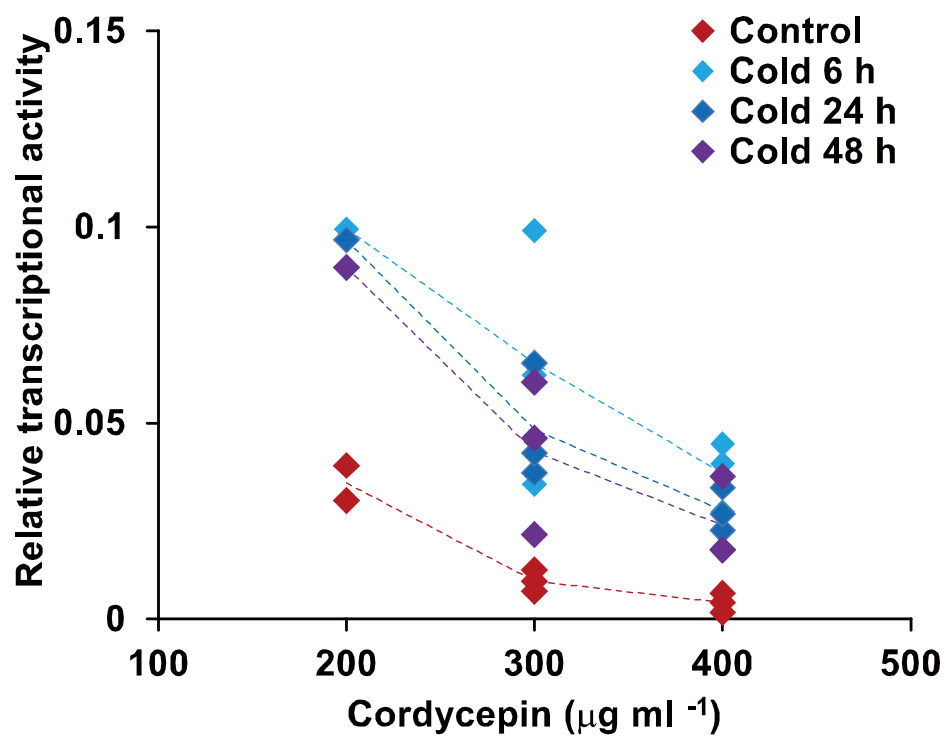 Relative transcriptional activity
0.15
0.1
0.05
0
Control
Cold 6 h
Cold 24 h
Cold 48 h
100 200 300 400 500
Cordycepin (μg ml ⁻¹)